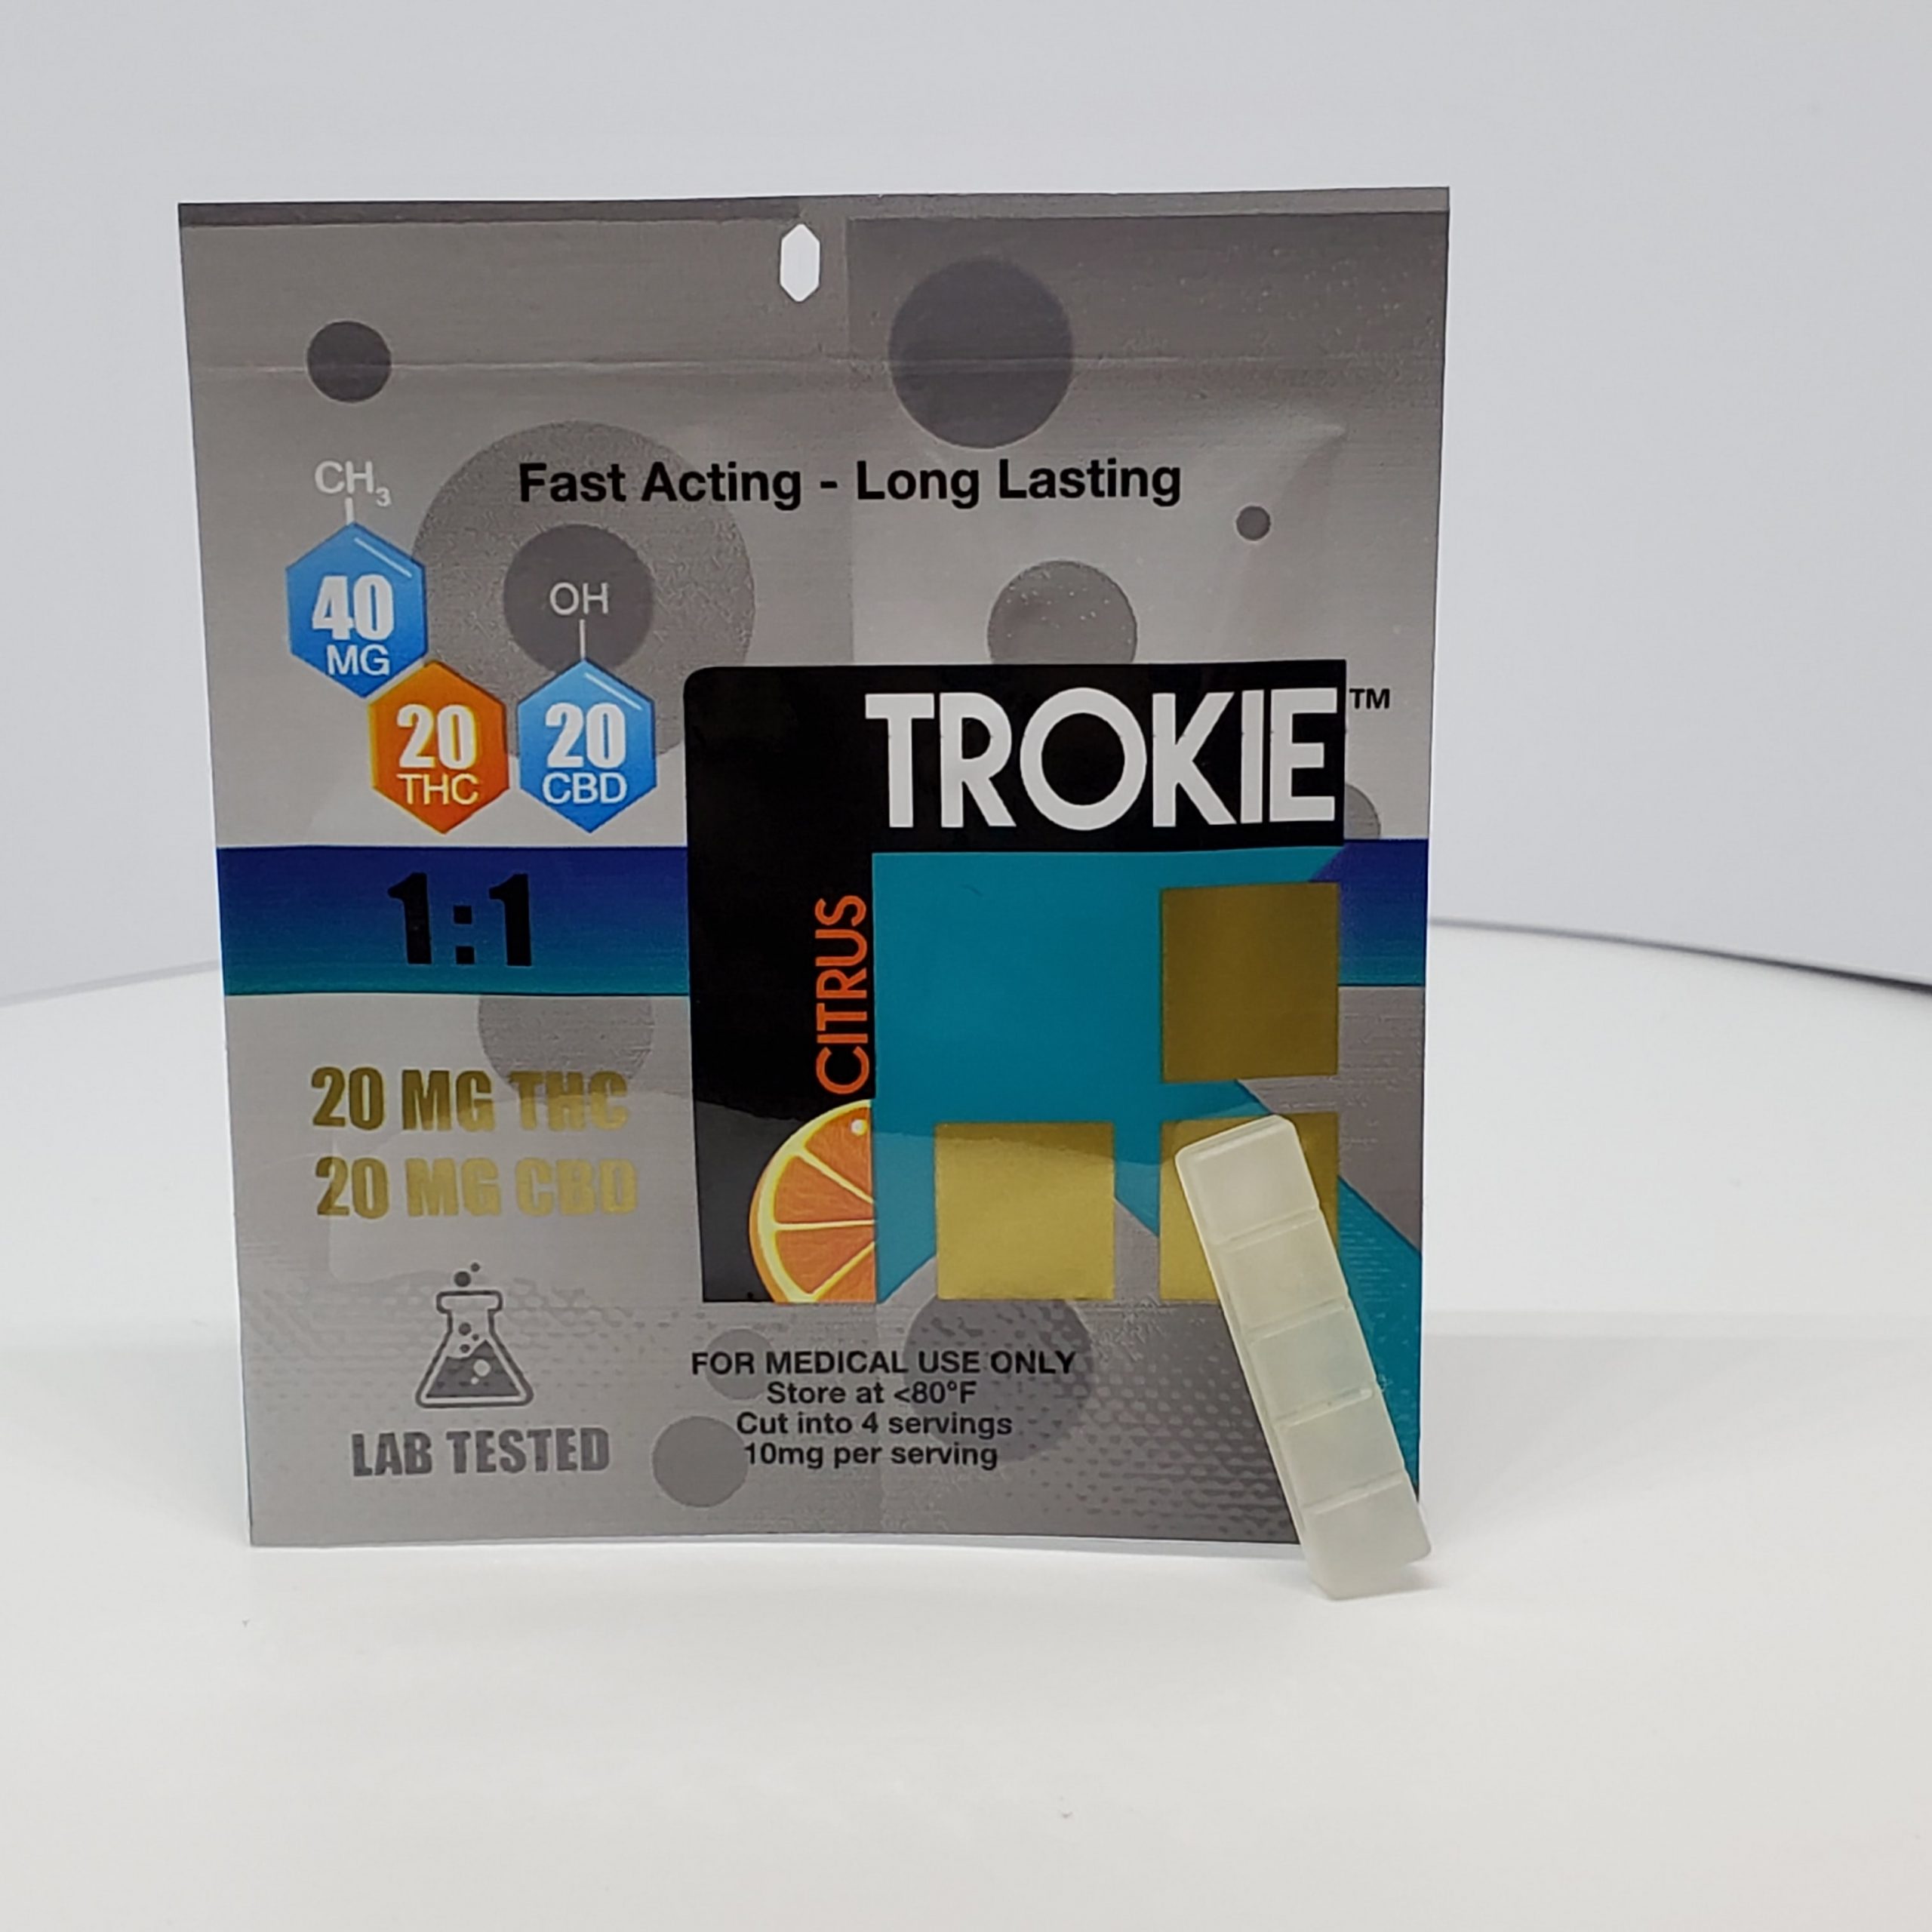 Fast Acting - Long Lasting
CH3
40
MG
OH
20
THC
20
CBD
TROKIE™
1:1
CITRUS
20 MG THC
20 MG CBD
LAB TESTED
FOR MEDICAL USE ONLY
Store at <80°F
Cut into 4 servings
10mg per serving